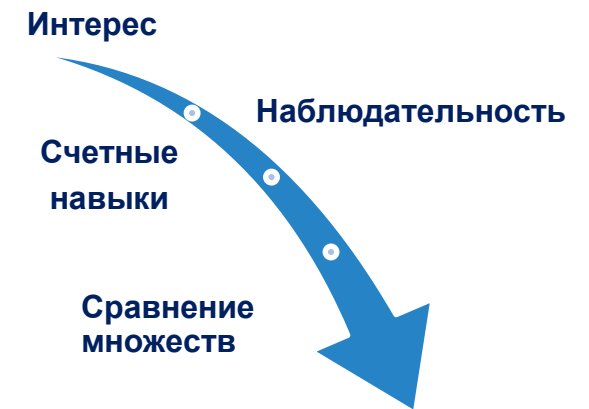 Интерес
Наблюдательность
Счетные
навыки
Сравнение
множеств